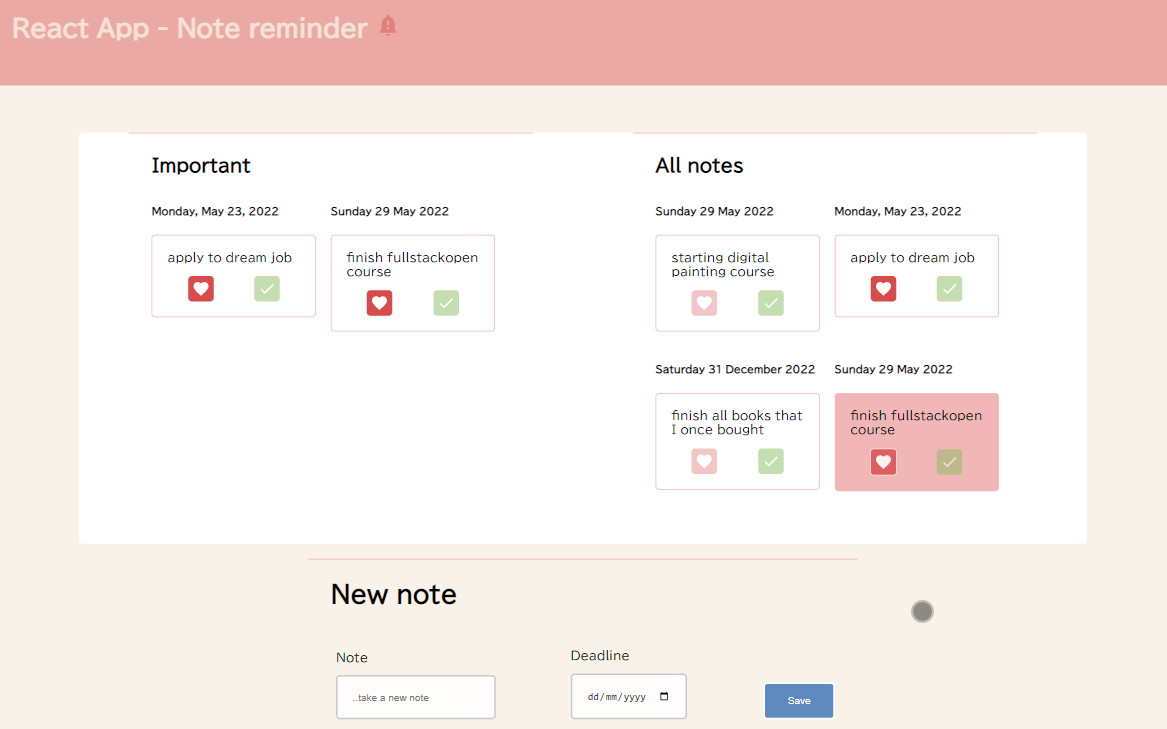 React App - Note reminder
Important
Monday, May 23, 2022
Sunday 29 May 2022
apply to dream job
finish fullstackopen
course
All notes
Sunday 29 May 2022
Monday, May 23, 2022
starting digital
painting course
apply to dream job
Saturday 31 December 2022
Sunday 29 May 2022
finish all books that
I once bought
finish fullstackopen
course
New note
Note
Deadline
..take a new note
dd/mm/yyyy
Save